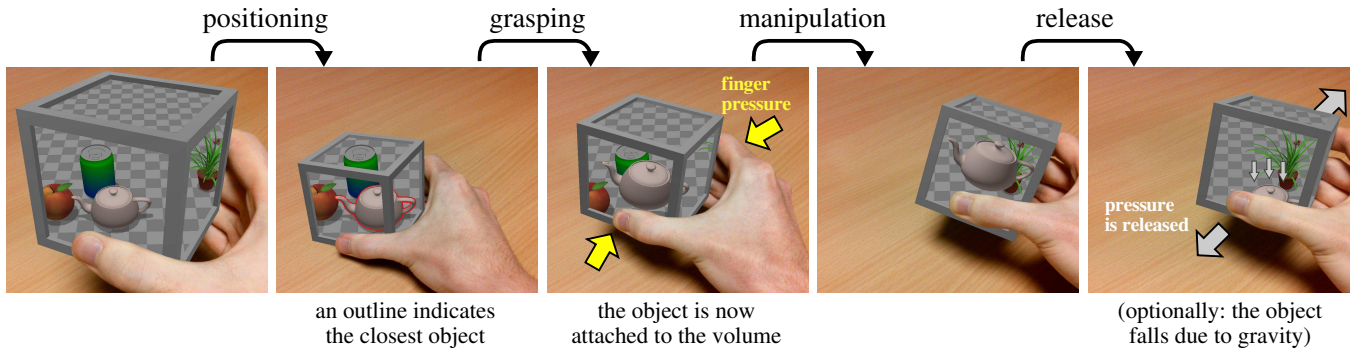 positioning
grasping
manipulation
release
finger
pressure
pressure
is released
an outline indicates
the closest object
the object is now
attached to the volume
(optionally: the object
falls due to gravity)